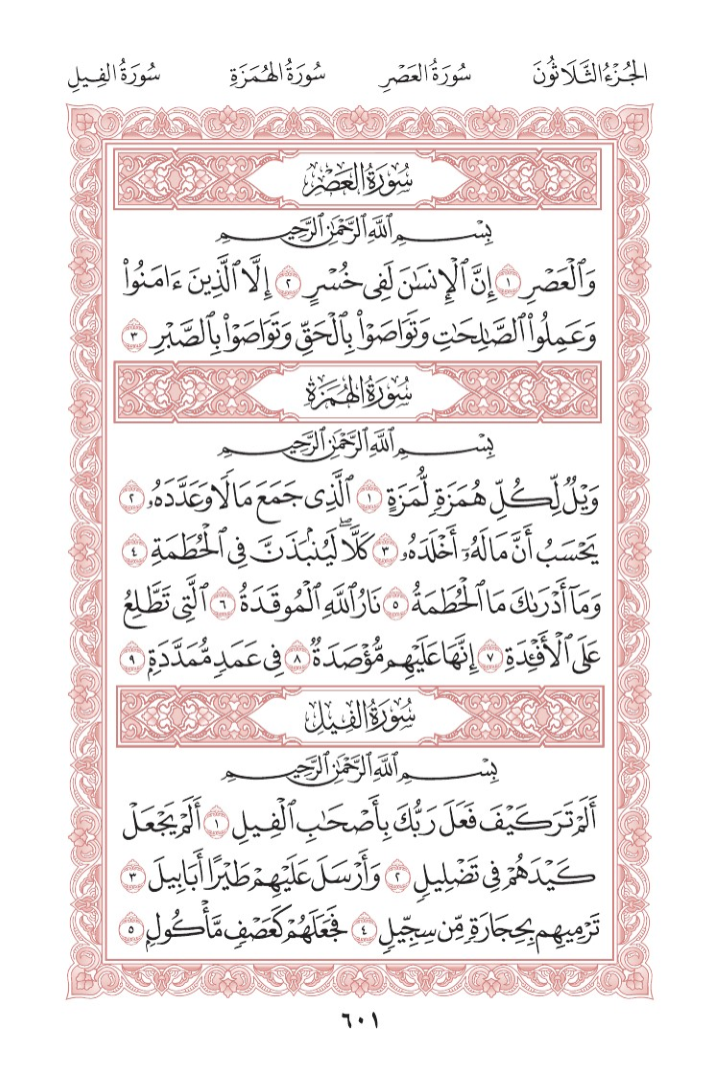 الجُزْءُ الثَّلَاثُونَ سُورَةُ العَصْرِ سُورَةُ الهُمَزَةِ سُورَةُ الفِيلِ
سُورَةُ العَصْرِ
بِسْمِ ٱللَّهِ ٱلرَّحْمَٰنِ ٱلرَّحِيمِ
وَٱلْعَصْرِ ١ إِنَّ ٱلْإِنسَٰنَ لَفِى خُسْرٍ ٢ إِلَّا ٱلَّذِينَ ءَامَنُوا۟
وَعَمِلُوا۟ ٱلصَّٰلِحَٰتِ وَتَوَاصَوْا۟ بِٱلْحَقِّ وَتَوَاصَوْا۟ بِٱلصَّبْرِ ٣
سُورَةُ الهُمَزَةِ
بِسْمِ ٱللَّهِ ٱلرَّحْمَٰنِ ٱلرَّحِيمِ
وَيْلٌ لِّكُلِّ هُمَزَةٍ لُّمَزَةٍ ١ ٱلَّذِى جَمَعَ مَالًا وَعَدَّدَهُۥ ٢
يَحْسَبُ أَنَّ مَالَهُۥٓ أَخْلَدَهُۥ ٣ كَلَّا ۖ لَيُنۢبَذَنَّ فِى ٱلْحُطَمَةِ ٤
وَمَآ أَدْرَىٰكَ مَا ٱلْحُطَمَةُ ٥ نَارُ ٱللَّهِ ٱلْمُوقَدَةُ ٦ ٱلَّتِى تَطَّلِعُ
عَلَى ٱلْأَفْـِٔدَةِ ٧ إِنَّهَا عَلَيْهِم مُّؤْصَدَةٌ ٨ فِى عَمَدٍ مُّمَدَّدَةٍۭ ٩
سُورَةُ الفِيلِ
بِسْمِ ٱللَّهِ ٱلرَّحْمَٰنِ ٱلرَّحِيمِ
أَلَمْ تَرَ كَيْفَ فَعَلَ رَبُّكَ بِأَصْحَٰبِ ٱلْفِيلِ ١ أَلَمْ يَجْعَلْ
كَيْدَهُمْ فِى تَضْلِيلٍ ٢ وَأَرْسَلَ عَلَيْهِمْ طَيْرًا أَبَابِيلَ ٣
تَرْمِيهِم بِحِجَارَةٍ مِّن سِجِّيلٍ ٤ فَجَعَلَهُمْ كَعَصْفٍ مَّأْكُولٍۭ ٥
٦٠١